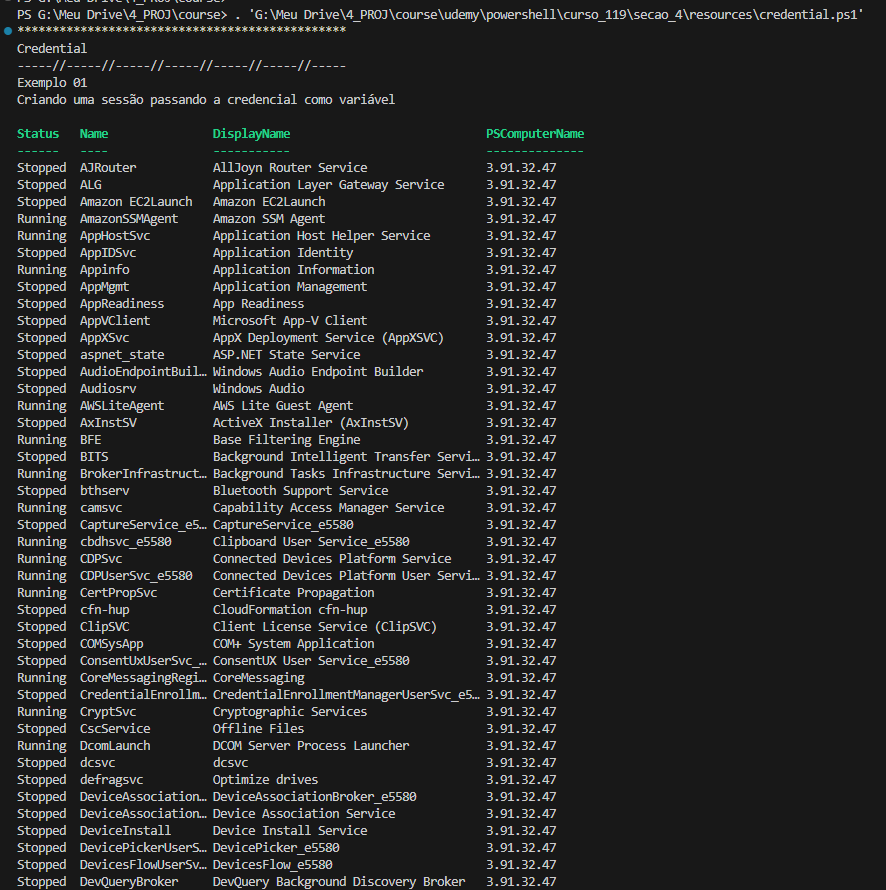 PS G:\Meu Drive\4_PROJ\course>
PS G:\Meu Drive\4_PROJ\course> . 'G:\Meu Drive\4_PROJ\course\udemy\powershell\curso_119\secao_4\resources\credential.ps1'
***********************************************
Credential
-----//-----//-----//-----//-----//-----//-----
Exemplo 01
Criando uma sessão passando a credencial como variável
Status Name DisplayName PSComputerName
------ ---- ----------- --------------
Stopped AJRouter AllJoyn Router Service 3.91.32.47
Stopped ALG Application Layer Gateway Service 3.91.32.47
Stopped Amazon EC2Launch Amazon EC2Launch 3.91.32.47
Running AmazonSSMAgent Amazon SSM Agent 3.91.32.47
Running AppHostSvc Application Host Helper Service 3.91.32.47
Stopped AppIDSvc Application Identity 3.91.32.47
Running Appinfo Application Information 3.91.32.47
Stopped AppMgmt Application Management 3.91.32.47
Stopped AppReadiness App Readiness 3.91.32.47
Stopped AppVClient Microsoft App-V Client 3.91.32.47
Stopped AppXSvc AppX Deployment Service (AppXSVC) 3.91.32.47
Stopped aspnet_state ASP.NET State Service 3.91.32.47
Stopped AudioEndpointBuil… Windows Audio Endpoint Builder 3.91.32.47
Stopped Audiosrv Windows Audio 3.91.32.47
Running AWSLiteAgent AWS Lite Guest Agent 3.91.32.47
Stopped AxInstSV ActiveX Installer (AxInstSV) 3.91.32.47
Running BFE Base Filtering Engine 3.91.32.47
Stopped BITS Background Intelligent Transfer Servi… 3.91.32.47
Running BrokerInfrastruct… Background Tasks Infrastructure Servi… 3.91.32.47
Stopped bthserv Bluetooth Support Service 3.91.32.47
Running camsvc Capability Access Manager Service 3.91.32.47
Stopped CaptureService_e5… CaptureService_e5580 3.91.32.47
Running cbdhsvc_e5580 Clipboard User Service_e5580 3.91.32.47
Running CDPSvc Connected Devices Platform Service 3.91.32.47
Running CDPUserSvc_e5580 Connected Devices Platform User Servi… 3.91.32.47
Running CertPropSvc Certificate Propagation 3.91.32.47
Stopped cfn-hup CloudFormation cfn-hup 3.91.32.47
Stopped ClipSVC Client License Service (ClipSVC) 3.91.32.47
Stopped COMSysApp COM+ System Application 3.91.32.47
Stopped ConsentUxUserSvc_… ConsentUX User Service_e5580 3.91.32.47
Running CoreMessagingRegi… CoreMessaging 3.91.32.47
Stopped CredentialEnrollm… CredentialEnrollmentManagerUserSvc_e5… 3.91.32.47
Running CryptSvc Cryptographic Services 3.91.32.47
Stopped CscService Offline Files 3.91.32.47
Running DcomLaunch DCOM Server Process Launcher 3.91.32.47
Stopped dcsvc dcsvc 3.91.32.47
Stopped defragsvc Optimize drives 3.91.32.47
Stopped DeviceAssociation… DeviceAssociationBroker_e5580 3.91.32.47
Stopped DeviceAssociation… Device Association Service 3.91.32.47
Stopped DeviceInstall Device Install Service 3.91.32.47
Stopped DevicePickerUserS… DevicePicker_e5580 3.91.32.47
Stopped DevicesFlowUserSv… DevicesFlow_e5580 3.91.32.47
Stopped DevQueryBroker DevQuery Background Discovery Broker 3.91.32.47